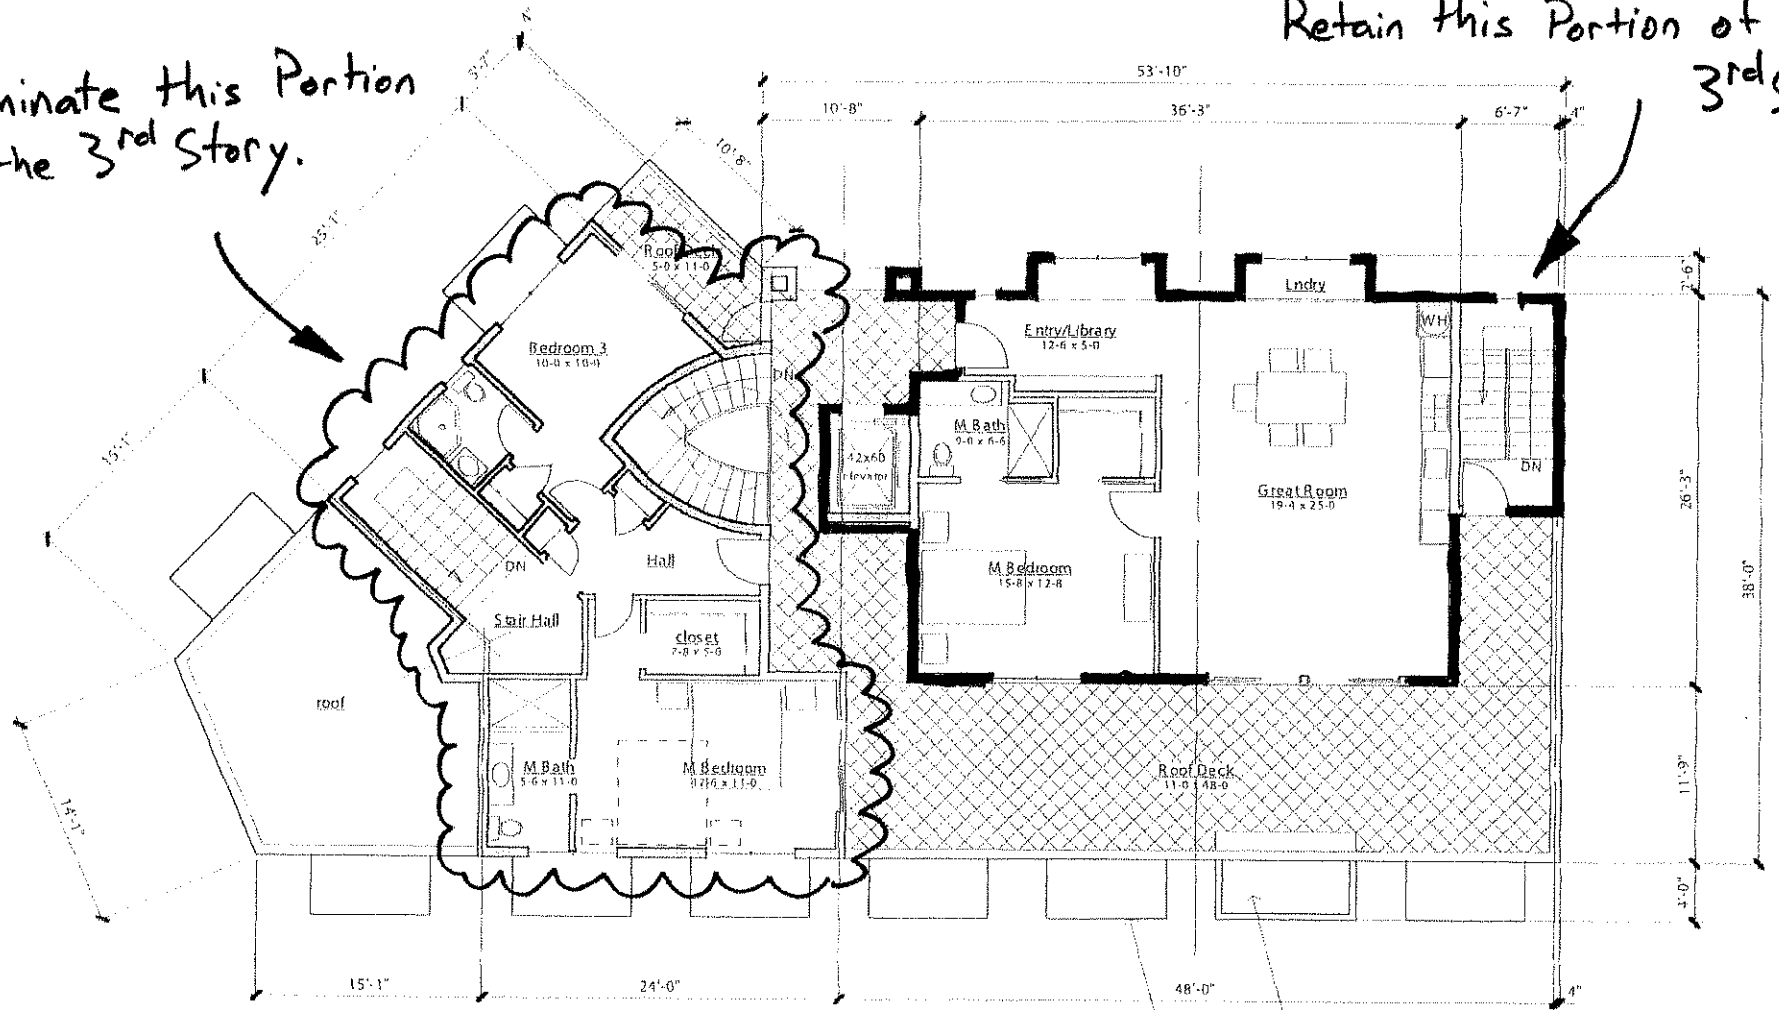 minate this Portion
the 3rd Story.
Retain this Portion of
3rd
53'-10"
10'-8"
36'-3"
6'-7"
4"
10'8"
25'-1"
Roof Deck
5-0 x 11-0
Lndry
2'-6"
Bedroom 3
10-0 x 10-0
Entry/Library
12-6 x 5-0
WH
DN
M Bath
9-0 x 6-6
42x60
elevator
DN
Great Room
19-4 x 25-0
26'-3"
15'-1"
Hall
DN
M Bedroom
15-8 x 12-8
38'-0"
Stair Hall
closet
7-8 x 5-0
roof
M Bath
5-6 x 11-0
M Bedroom
Roof Deck
11-0 x 48-0
11'-9"
14'-1"
4'-0"
15'-1"
24'-0"
48'-0"
4"